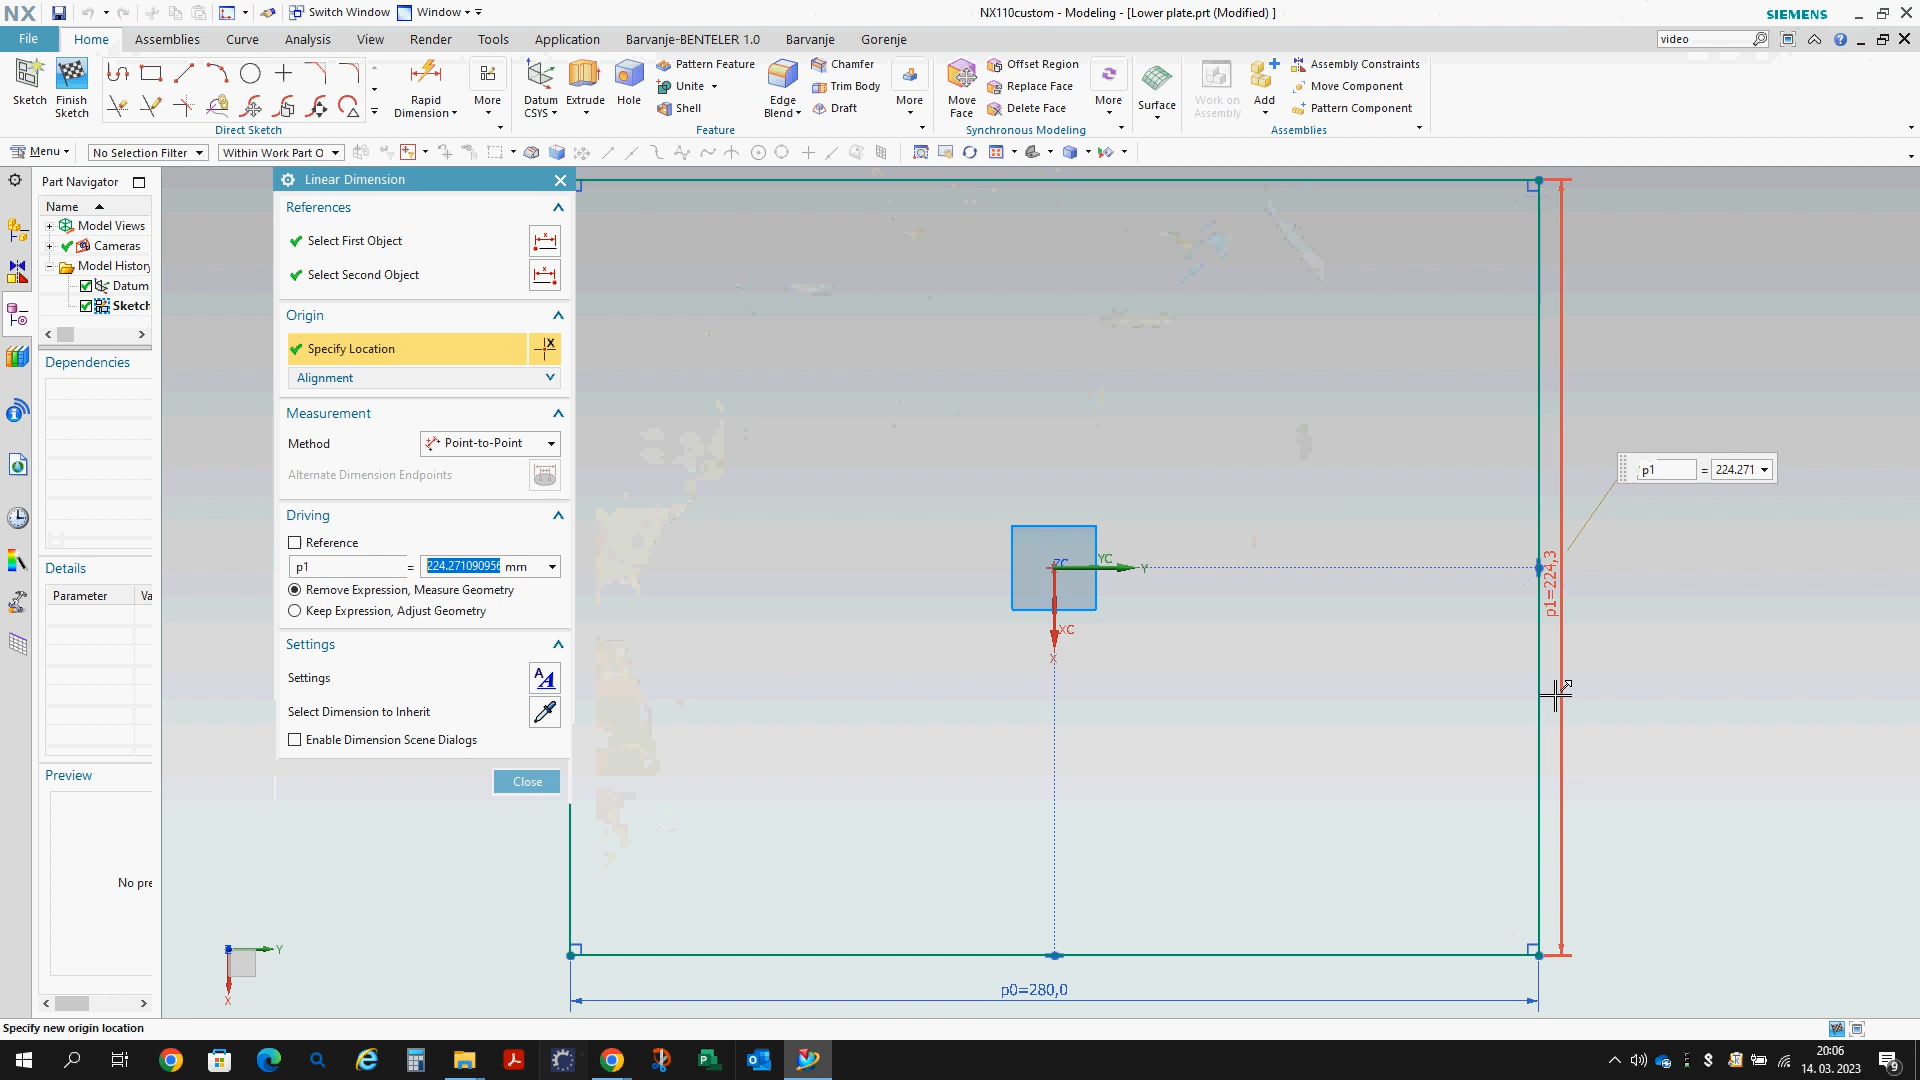 NX Switch Window Window NX110custom - Modeling - [Lower plate.prt (Modified) ] SIEMENS
File Home Assemblies Curve Analysis View Render Tools Application Barvanje-BENTELER 1.0 Barvanje Gorenje video
Sketch Finish Sketch Rapid Dimension More Datum CSYS Extrude Hole Pattern Feature Unite Shell Edge Blend Chamfer Trim Body Draft More Move Face Offset Region Replace Face Delete Face More Surface Work on Assembly Add Assembly Constraints Move Component Pattern Component
Direct Sketch Feature Synchronous Modeling Assemblies
Menu No Selection Filter Within Work Part O
Part Navigator
Name
Model Views
Cameras
Model History
Datum
Sketch
Dependencies
Details
Parameter Va
Preview
No pre
Linear Dimension
References
Select First Object
Select Second Object
Origin
Specify Location
Alignment
Measurement
Method Point-to-Point
Alternate Dimension Endpoints
Driving
Reference
p1 = 224.271090956 mm
Remove Expression, Measure Geometry
Keep Expression, Adjust Geometry
Settings
Settings
Select Dimension to Inherit
Enable Dimension Scene Dialogs
Close
p1 = 224.271
ZC YC Y
XC
X
p1=224,3
Y
X
p0=280,0
Specify new origin location
20:06
14. 03. 2023
9